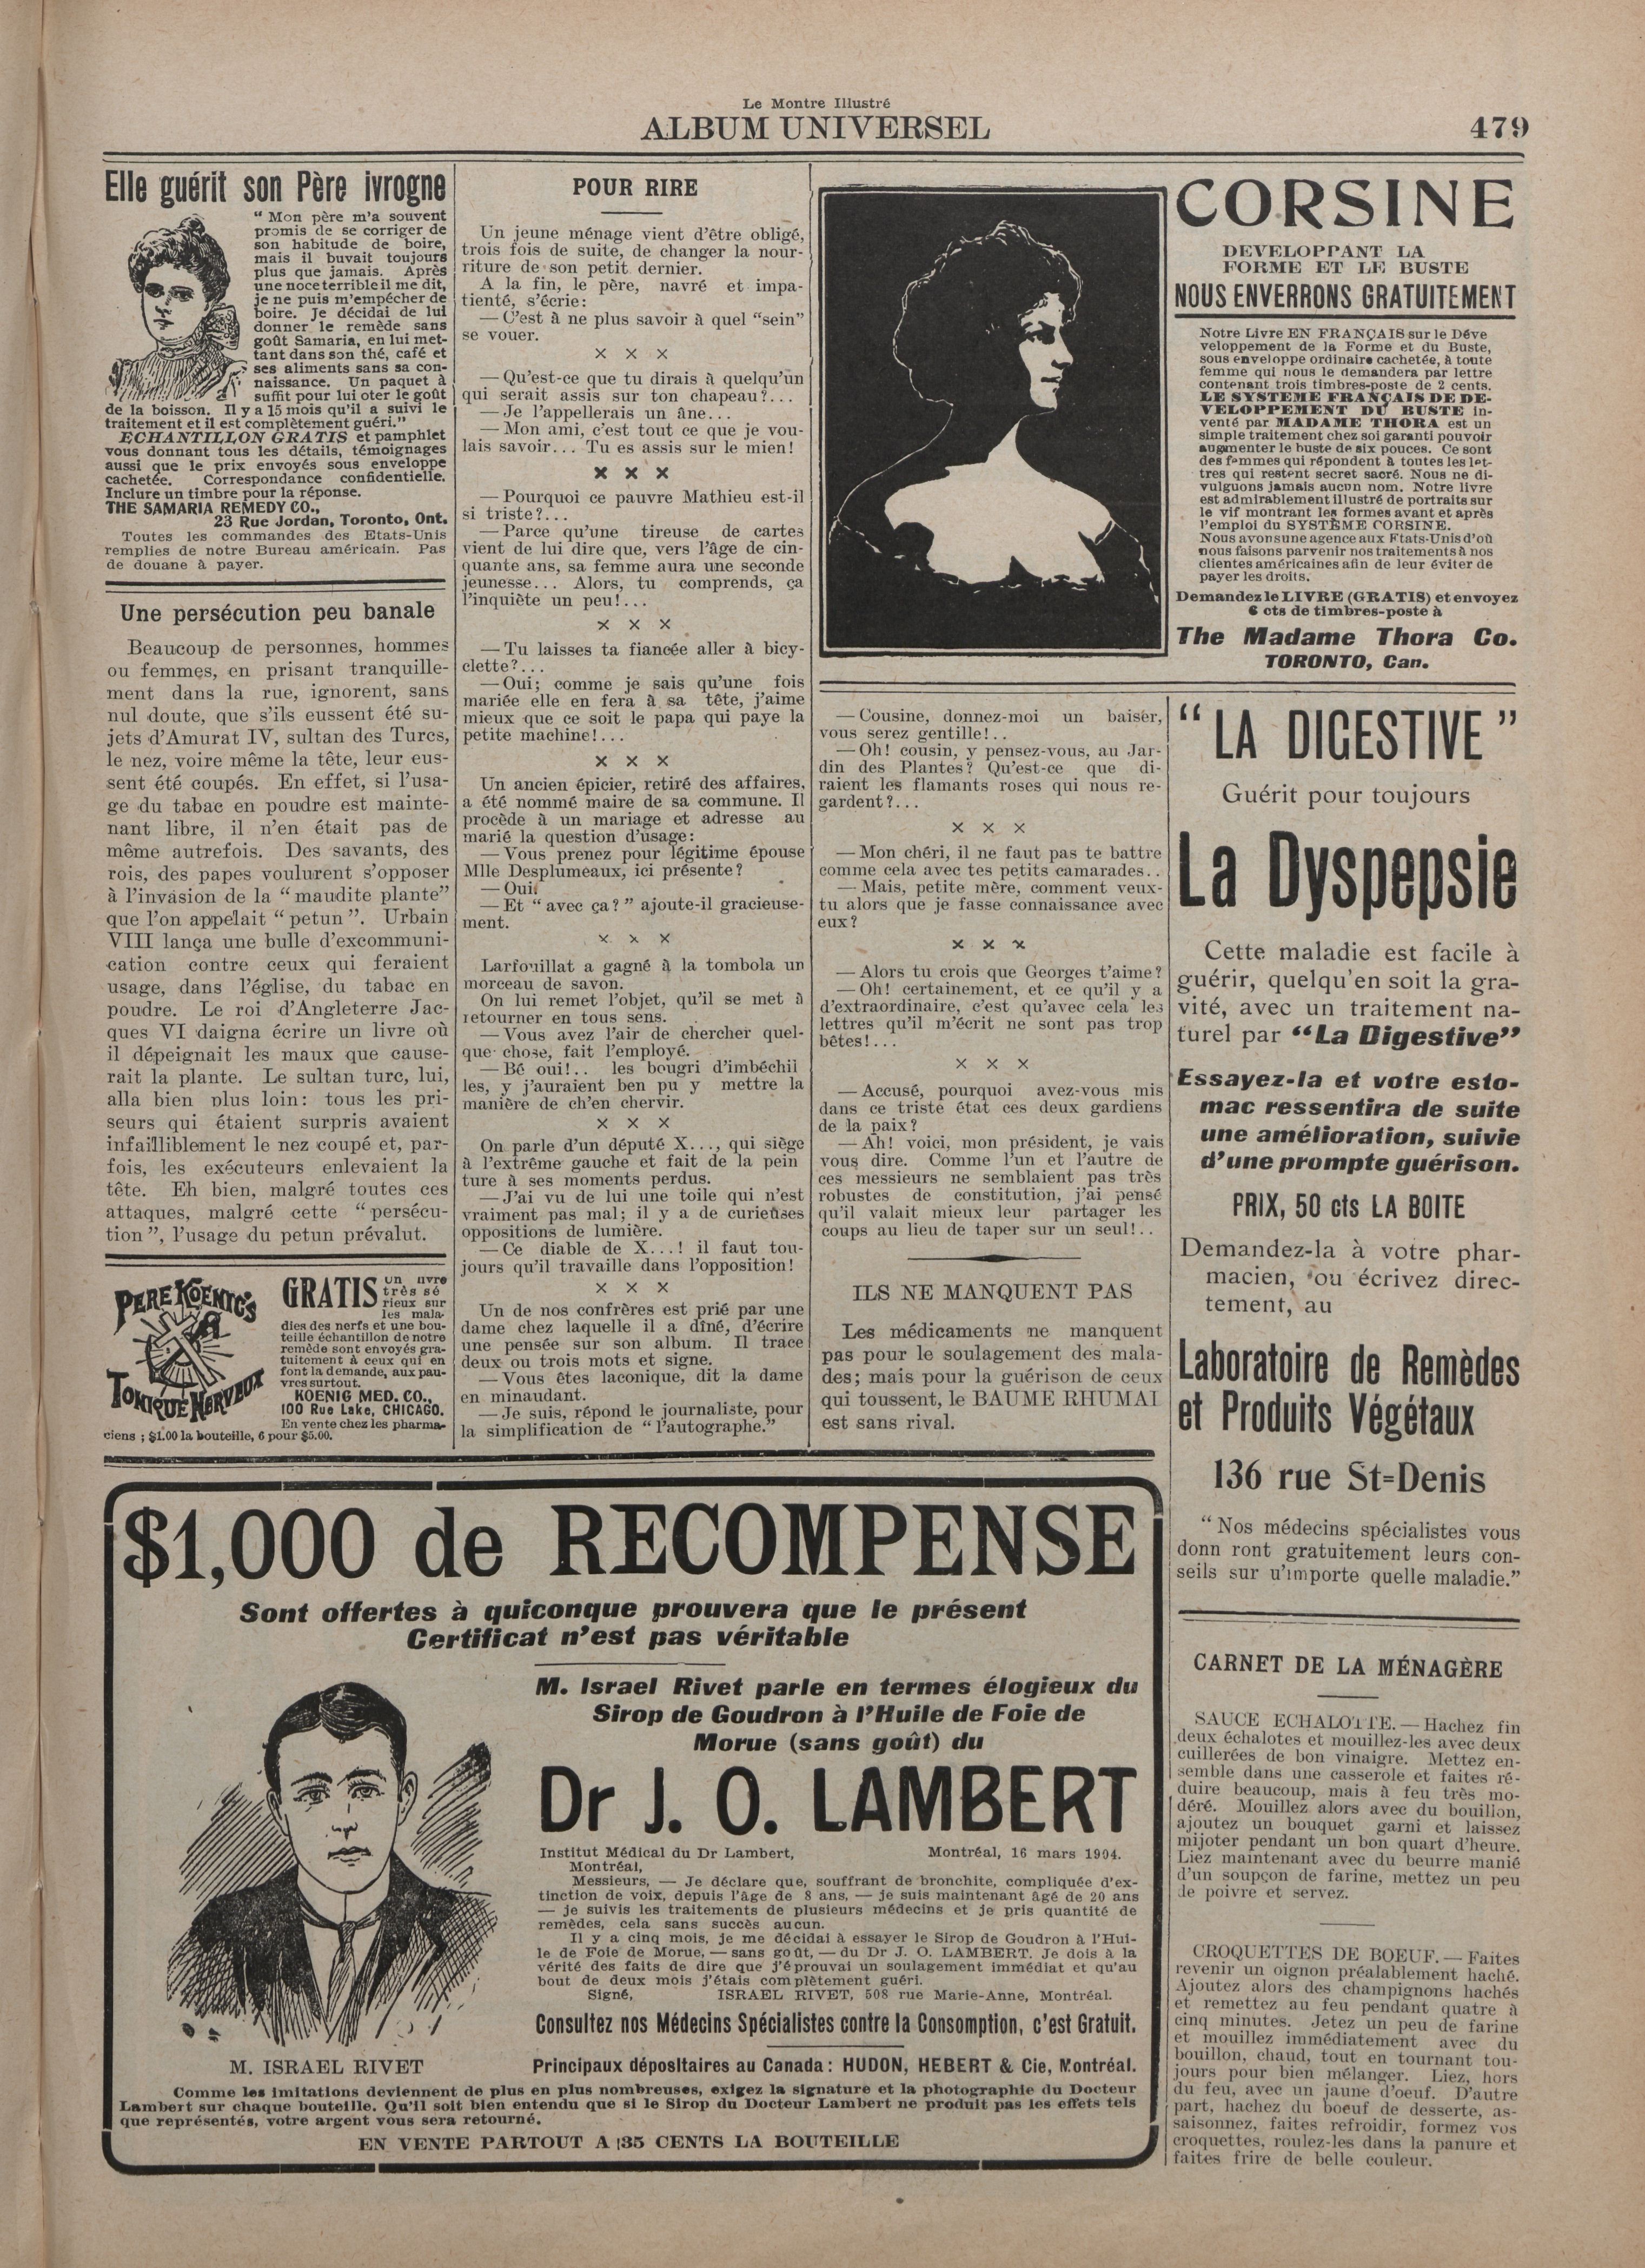 Le Montre Illustré
ALBUM UNIVERSEL
479
Elle guérit son Père ivrogne
“ Mon père m'a souvent
promis de se corriger de
son habitude de boire,
mais il buvait toujours
plus que jamais. Après
une noce terrible il me dit,
je ne puis m'empécher de
boire. Je décidai de lui
donner le remède sans
goût Samaria, en lui met-
tant dans son thé, café et
ses aliments sans sa con-
naissance. Un paquet à
suffit pour lui oter le goût
de la boisson. Il y a 15 mois qu'il a suivi le
traitement et il est complètement guéri.”
ECHANTILLON GRATIS et pamphlet
vous donnant tous les détails, témoignages
aussi que le prix envoyés sous enveloppe
cachetée. Correspondance confidentielle.
Inclure un timbre pour la réponse.
THE SAMARIA REMEDY CO.,
23 Rue Jordan, Toronto, Ont.
Toutes les commandes des Etats-Unis
remplies de notre Bureau américain. Pas
de douane à payer.
Une persécution peu banale
Beaucoup de personnes, hommes
ou femmes, en prisant tranquille-
ment dans la rue, ignorent, sans
nul doute, que s'ils eussent été su-
jets d'Amurat IV, sultan des Turcs,
le nez, voire même la tête, leur eus-
sent été coupés. En effet, si l'usa-
ge du tabac en poudre est mainte-
nant libre, il n'en était pas de
même autrefois. Des savants, des
rois, des papes voulurent s'opposer
à l'invasion de la “ maudite plante”
que l'on appelait “ petun ”. Urbain
VIII lança une bulle d'excommuni-
cation contre ceux qui feraient
usage, dans l'église, du tabac en
poudre. Le roi d'Angleterre Jac-
ques VI daigna écrire un livre où
il dépeignait les maux que cause-
rait la plante. Le sultan turc, lui,
alla bien plus loin: tous les pri-
seurs qui étaient surpris avaient
infailliblement le nez coupé et, par-
fois, les exécuteurs enlevaient la
tête. Eh bien, malgré toutes ces
attaques, malgré cette “ persécu-
tion ”, l'usage du petun prévalut.
PERE KOENIG'S
TONIQUE NERVEUX
GRATIS
un livre
très sé
rieux sur
les mala-
dies des nerfs et une bou-
teille échantillon de notre
remède sont envoyés gra-
tuitement à ceux qui en
font la demande, aux pau-
vres surtout.
KOENIG MED. CO.,
100 Rue Lake, CHICAGO.
En vente chez les pharma-
ciens ; $1.00 la bouteille, 6 pour $5.00.
POUR RIRE
Un jeune ménage vient d'être obligé,
trois fois de suite, de changer la nour-
riture de son petit dernier.
A la fin, le père, navré et impa-
tienté, s'écrie:
— C'est à ne plus savoir à quel “sein”
se vouer.
× × ×
— Qu'est-ce que tu dirais à quelqu'un
qui serait assis sur ton chapeau?...
— Je l'appellerais un âne...
— Mon ami, c'est tout ce que je vou-
lais savoir... Tu es assis sur le mien!
× × ×
— Pourquoi ce pauvre Mathieu est-il
si triste?...
— Parce qu'une tireuse de cartes
vient de lui dire que, vers l'âge de cin-
quante ans, sa femme aura une seconde
jeunesse... Alors, tu comprends, ça
l'inquiète un peu!...
× × ×
— Tu laisses ta fiancée aller à bicy-
clette?...
— Oui; comme je sais qu'une fois
mariée elle en fera à sa tête, j'aime
mieux que ce soit le papa qui paye la
petite machine!...
× × ×
Un ancien épicier, retiré des affaires,
a été nommé maire de sa commune. Il
procède à un mariage et adresse au
marié la question d'usage:
— Vous prenez pour légitime épouse
Mlle Desplumeaux, ici présente?
— Oui.
— Et “ avec ça? ” ajoute-il gracieuse-
ment.
× × ×
Larfouillat a gagné à la tombola un
morceau de savon.
On lui remet l'objet, qu'il se met à
retourner en tous sens.
— Vous avez l'air de chercher quel-
que chose, fait l'employé.
— Bé oui!.. les bougri d'imbéchil
les, y j'auraient ben pu y mettre la
manière de ch'en chervir.
× × ×
On parle d'un député X..., qui siège
à l'extrême gauche et fait de la pein
ture à ses moments perdus.
— J'ai vu de lui une toile qui n'est
vraiment pas mal; il y a de curieuses
oppositions de lumière.
— Ce diable de X...! il faut tou-
jours qu'il travaille dans l'opposition!
× × ×
Un de nos confrères est prié par une
dame chez laquelle il a dîné, d'écrire
une pensée sur son album. Il trace
deux ou trois mots et signe.
— Vous êtes laconique, dit la dame
en minaudant.
— Je suis, répond le journaliste, pour
la simplification de “ l'autographe.”
CORSINE
DEVELOPPANT LA
FORME ET LE BUSTE
NOUS ENVERRONS GRATUITEMENT
Notre Livre EN FRANÇAIS sur le Déve
veloppement de la Forme et du Buste,
sous enveloppe ordinaire cachetée, à toute
femme qui nous le demandera par lettre
contenant trois timbres-poste de 2 cents.
LE SYSTEME FRANÇAIS DE DE-
VELOPPEMENT DU BUSTE in-
venté par MADAME THORA est un
simple traitement chez soi garanti pouvoir
augmenter le buste de six pouces. Ce sont
des femmes qui répondent à toutes les let-
tres qui restent secret sacré. Nous ne di-
vulguons jamais aucun nom. Notre livre
est admirablement illustré de portraits sur
le vif montrant les formes avant et après
l'emploi du SYSTÈME CORSINE.
Nous avons une agence aux Etats-Unis d'où
nous faisons parvenir nos traitements à nos
clientes américaines afin de leur éviter de
payer les droits.
Demandez le LIVRE (GRATIS) et envoyez
6 cts de timbres-poste à
The Madame Thora Co.
TORONTO, Can.
— Cousine, donnez-moi un baiser,
vous serez gentille!..
— Oh! cousin, y pensez-vous, au Jar-
din des Plantes? Qu'est-ce que di-
raient les flamants roses qui nous re-
gardent?...
× × ×
— Mon chéri, il ne faut pas te battre
comme cela avec tes petits camarades..
— Mais, petite mère, comment veux-
tu alors que je fasse connaissance avec
eux?
× × ×
— Alors tu crois que Georges t'aime?
— Oh! certainement, et ce qu'il y a
d'extraordinaire, c'est qu'avec cela les
lettres qu'il m'écrit ne sont pas trop
bêtes!...
× × ×
— Accusé, pourquoi avez-vous mis
dans ce triste état ces deux gardiens
de la paix?
— Ah! voici, mon président, je vais
vous dire. Comme l'un et l'autre de
ces messieurs ne semblaient pas très
robustes de constitution, j'ai pensé
qu'il valait mieux leur partager les
coups au lieu de taper sur un seul!..
ILS NE MANQUENT PAS
Les médicaments ne manquent
pas pour le soulagement des mala-
des; mais pour la guérison de ceux
qui toussent, le BAUME RHUMAL
est sans rival.
“ LA DIGESTIVE ”
Guérit pour toujours
La Dyspepsie
Cette maladie est facile à
guérir, quelqu'en soit la gra-
vité, avec un traitement na-
turel par “La Digestive”
Essayez-la et votre esto-
mac ressentira de suite
une amélioration, suivie
d'une prompte guérison.
PRIX, 50 cts LA BOITE
Demandez-la à votre phar-
macien, ou écrivez direc-
tement, au
Laboratoire de Remèdes
et Produits Végétaux
136 rue St-Denis
“ Nos médecins spécialistes vous
donn ront gratuitement leurs con-
seils sur n'importe quelle maladie.”
CARNET DE LA MÉNAGÈRE
SAUCE ECHALOTTE. — Hachez fin
deux échalotes et mouillez-les avec deux
cuillerées de bon vinaigre. Mettez en-
semble dans une casserole et faites ré-
duire beaucoup, mais à feu très mo-
déré. Mouillez alors avec du bouillon,
ajoutez un bouquet garni et laissez
mijoter pendant un bon quart d'heure.
Liez maintenant avec du beurre manié
d'un soupçon de farine, mettez un peu
de poivre et servez.
CROQUETTES DE BOEUF. — Faites
revenir un oignon préalablement haché.
Ajoutez alors des champignons hachés
et remettez au feu pendant quatre à
cinq minutes. Jetez un peu de farine
et mouillez immédiatement avec du
bouillon, chaud, tout en tournant tou-
jours pour bien mélanger. Liez, hors
du feu, avec un jaune d'oeuf. D'autre
part, hachez du boeuf de desserte, as-
saisonnez, faites refroidir, formez vos
croquettes, roulez-les dans la panure et
faites frire de belle couleur.
$1,000 de RECOMPENSE
Sont offertes à quiconque prouvera que le présent
Certificat n'est pas véritable
M. Israel Rivet parle en termes élogieux du
Sirop de Goudron à l'Huile de Foie de
Morue (sans goût) du
Dr J. O. LAMBERT
Institut Médical du Dr Lambert, Montréal, 16 mars 1904.
Montréal,
Messieurs, — Je déclare que, souffrant de bronchite, compliquée d'ex-
tinction de voix, depuis l'âge de 8 ans, — je suis maintenant âgé de 20 ans
— je suivis les traitements de plusieurs médecins et je pris quantité de
remèdes, cela sans succès aucun.
Il y a cinq mois, je me décidai à essayer le Sirop de Goudron à l'Hui-
le de Foie de Morue, — sans goût, — du Dr J. O. LAMBERT. Je dois à la
vérité des faits de dire que j'éprouvai un soulagement immédiat et qu'au
bout de deux mois j'étais complètement guéri.
Signé, ISRAEL RIVET, 508 rue Marie-Anne, Montréal.
Consultez nos Médecins Spécialistes contre la Consomption, c'est Gratuit.
M. ISRAEL RIVET
Principaux dépositaires au Canada: HUDON, HEBERT & Cie, Montréal.
Comme les imitations deviennent de plus en plus nombreuses, exigez la signature et la photographie du Docteur
Lambert sur chaque bouteille. Qu'il soit bien entendu que si le Sirop du Docteur Lambert ne produit pas les effets tels
que représentés, votre argent vous sera retourné.
EN VENTE PARTOUT A 35 CENTS LA BOUTEILLE